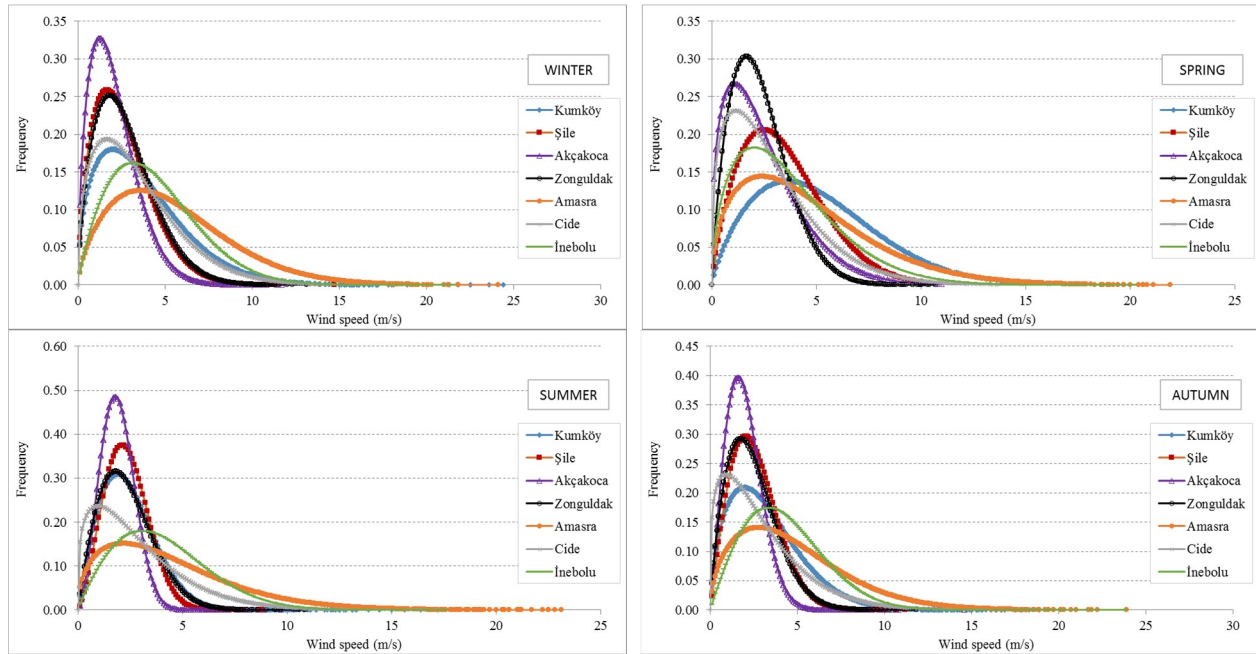 0.35
0.30
0.25
0.20
0.15
0.10
0.05
0.00
Frequency
0
5
10
15
20
25
30
Wind speed (m/s)
WINTER
Kumköy
Şile
Akçakoca
Zonguldak
Amasra
Cide
İnebolu
0.35
0.30
0.25
0.20
0.15
0.10
0.05
0.00
Frequency
0
5
10
15
20
25
Wind speed (m/s)
SPRING
Kumköy
Şile
Akçakoca
Zonguldak
Amasra
Cide
İnebolu
0.60
0.50
0.40
0.30
0.20
0.10
0.00
Frequency
0
5
10
15
20
25
Wind speed (m/s)
SUMMER
Kumköy
Şile
Akçakoca
Zonguldak
Amasra
Cide
İnebolu
0.45
0.40
0.35
0.30
0.25
0.20
0.15
0.10
0.05
0.00
Frequency
0
5
10
15
20
25
30
Wind speed (m/s)
AUTUMN
Kumköy
Şile
Akçakoca
Zonguldak
Amasra
Cide
İnebolu